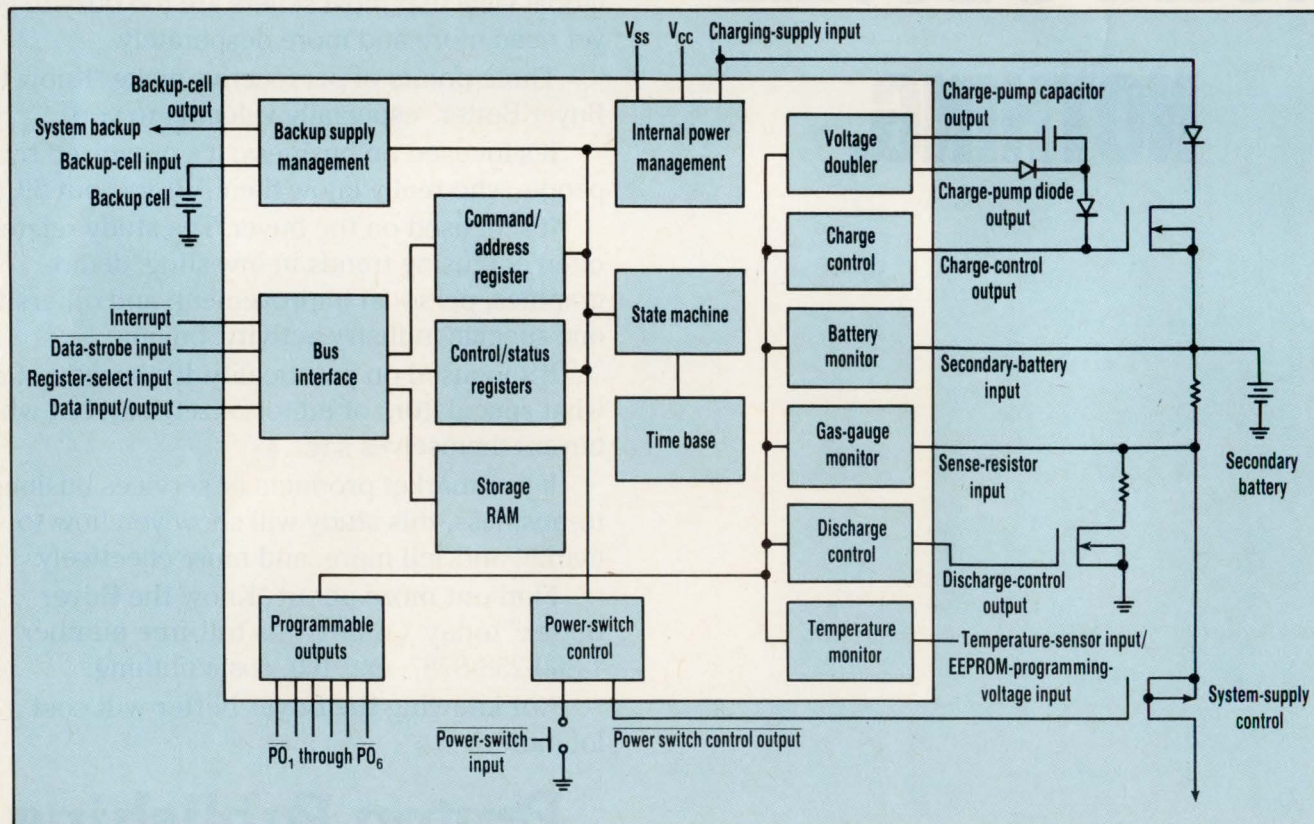 V_SS
V_CC
Charging-supply input
Backup-cell
output
System backup
Backup-cell input
Backup cell
Backup supply
management
Internal power
management
Voltage
doubler
Charge-pump capacitor
output
Charge-pump diode
output
Command/
address
register
Charge
control
Charge-control
output
Interrupt
Data-strobe input
Register-select input
Data input/output
Bus
interface
Control/status
registers
State machine
Battery
monitor
Secondary-battery
input
Time base
Gas-gauge
monitor
Sense-resistor
input
Secondary
battery
Storage
RAM
Discharge
control
Discharge-control
output
Programmable
outputs
Power-switch
control
Temperature
monitor
Temperature-sensor input/
EEPROM-programming-
voltage input
System-supply
control
PO1 through PO6
Power-switch
input
Power switch control output